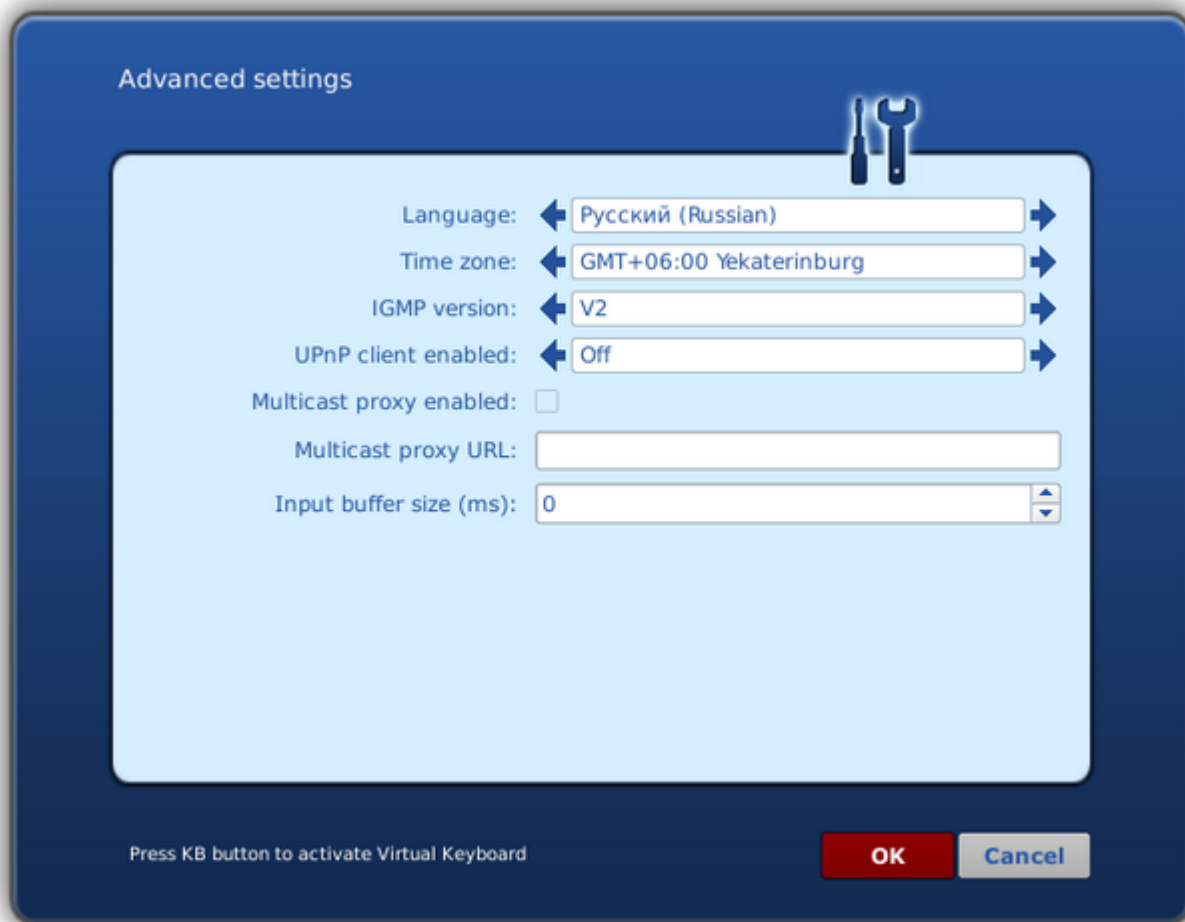 Advanced settings
Language: Русский (Russian)
Time zone: GMT+06:00 Yekaterinburg
IGMP version: V2
UPnP client enabled: Off
Multicast proxy enabled:
Multicast proxy URL:
Input buffer size (ms): 0
Press KB button to activate Virtual Keyboard OK Cancel